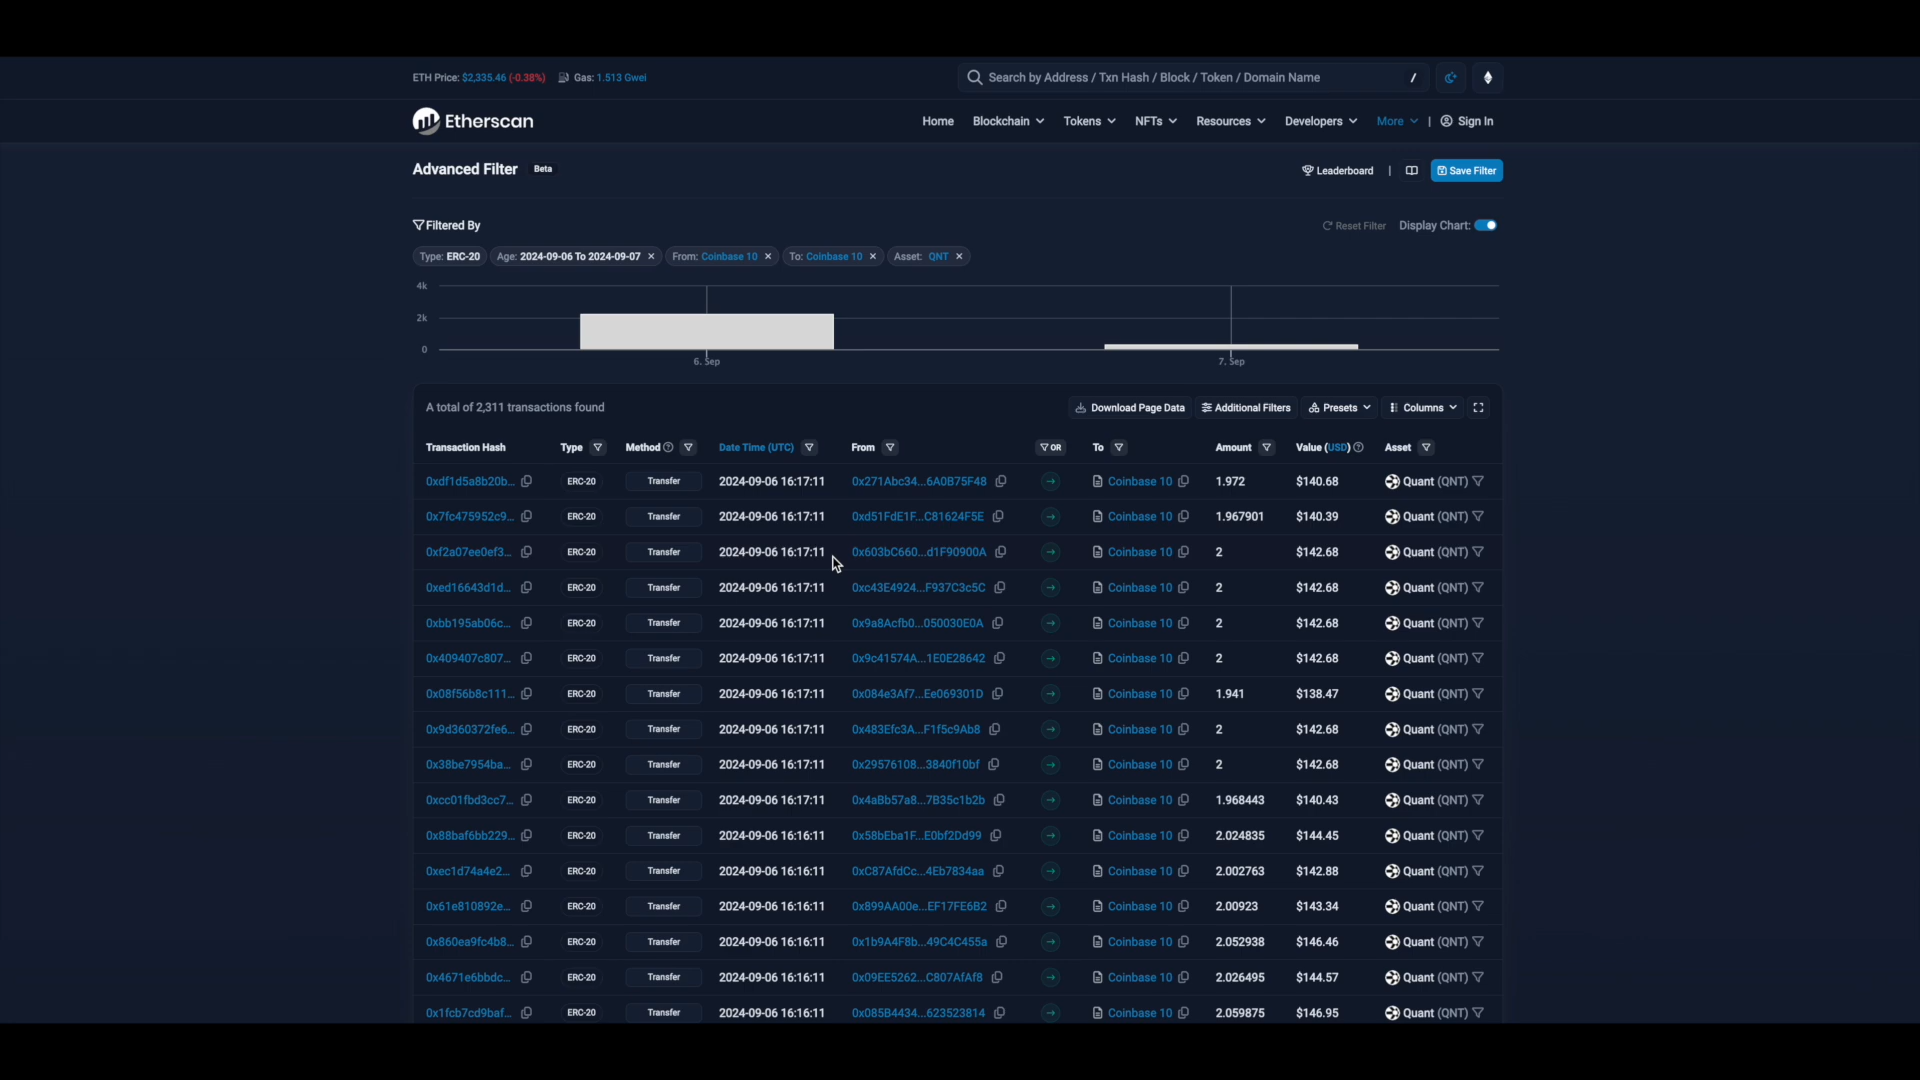 ETH Price: $2,335.46 (-0.38%) Gas: 1.513 Gwei
Search by Address / Txn Hash / Block / Token / Domain Name /
Etherscan
Home Blockchain Tokens NFTs Resources Developers More | Sign In
Advanced Filter Beta
Leaderboard | Save Filter
Filtered By
Reset Filter Display Chart:
Type: ERC-20 Age: 2024-09-06 To 2024-09-07 × From: Coinbase 10 × To: Coinbase 10 × Asset: QNT ×
4k
2k
0
6. Sep 7. Sep
A total of 2,311 transactions found
Download Page Data Additional Filters Presets Columns
Transaction Hash Type Method Date Time (UTC) From OR To Amount Value (USD) Asset
0xdf1d5a8b20b... ERC-20 Transfer 2024-09-06 16:17:11 0x271Abc34...6A0B75F48 Coinbase 10 1.972 $140.68 Quant (QNT)
0x7fc475952c9... ERC-20 Transfer 2024-09-06 16:17:11 0xd51FdE1F...C81624F5E Coinbase 10 1.967901 $140.39 Quant (QNT)
0xf2a07ee0ef3... ERC-20 Transfer 2024-09-06 16:17:11 0x603bC660...d1F90900A Coinbase 10 2 $142.68 Quant (QNT)
0xed16643d1d... ERC-20 Transfer 2024-09-06 16:17:11 0xc43E4924...F937C3c5C Coinbase 10 2 $142.68 Quant (QNT)
0xbb195ab06c... ERC-20 Transfer 2024-09-06 16:17:11 0x9a8Acfb0...050030E0A Coinbase 10 2 $142.68 Quant (QNT)
0x409407c807... ERC-20 Transfer 2024-09-06 16:17:11 0x9c41574A...1E0E28642 Coinbase 10 2 $142.68 Quant (QNT)
0x08f56b8c111... ERC-20 Transfer 2024-09-06 16:17:11 0x084e3Af7...Ee069301D Coinbase 10 1.941 $138.47 Quant (QNT)
0x9d360372fe6... ERC-20 Transfer 2024-09-06 16:17:11 0x483Efc3A...F1f5c9Ab8 Coinbase 10 2 $142.68 Quant (QNT)
0x38be7954ba... ERC-20 Transfer 2024-09-06 16:17:11 0x29576108...3840f10bf Coinbase 10 2 $142.68 Quant (QNT)
0xcc01fbd3cc7... ERC-20 Transfer 2024-09-06 16:17:11 0x4aBb57a8...7B35c1b2b Coinbase 10 1.968443 $140.43 Quant (QNT)
0x88baf6bb229... ERC-20 Transfer 2024-09-06 16:16:11 0x58bEba1F...E0bf2Dd99 Coinbase 10 2.024835 $144.45 Quant (QNT)
0xec1d74a4e2... ERC-20 Transfer 2024-09-06 16:16:11 0xC87AfdCc...4Eb7834aa Coinbase 10 2.002763 $142.88 Quant (QNT)
0x61e810892e... ERC-20 Transfer 2024-09-06 16:16:11 0x899AA00e...EF17FE6B2 Coinbase 10 2.00923 $143.34 Quant (QNT)
0x860ea9fc4b8... ERC-20 Transfer 2024-09-06 16:16:11 0x1b9A4F8b...49C4C455a Coinbase 10 2.052938 $146.46 Quant (QNT)
0x4671e6bbdc... ERC-20 Transfer 2024-09-06 16:16:11 0x09EE5262...C807AfAf8 Coinbase 10 2.026495 $144.57 Quant (QNT)
0x1fcb7cd9baf... ERC-20 Transfer 2024-09-06 16:16:11 0x085B4434...623523814 Coinbase 10 2.059875 $146.95 Quant (QNT)